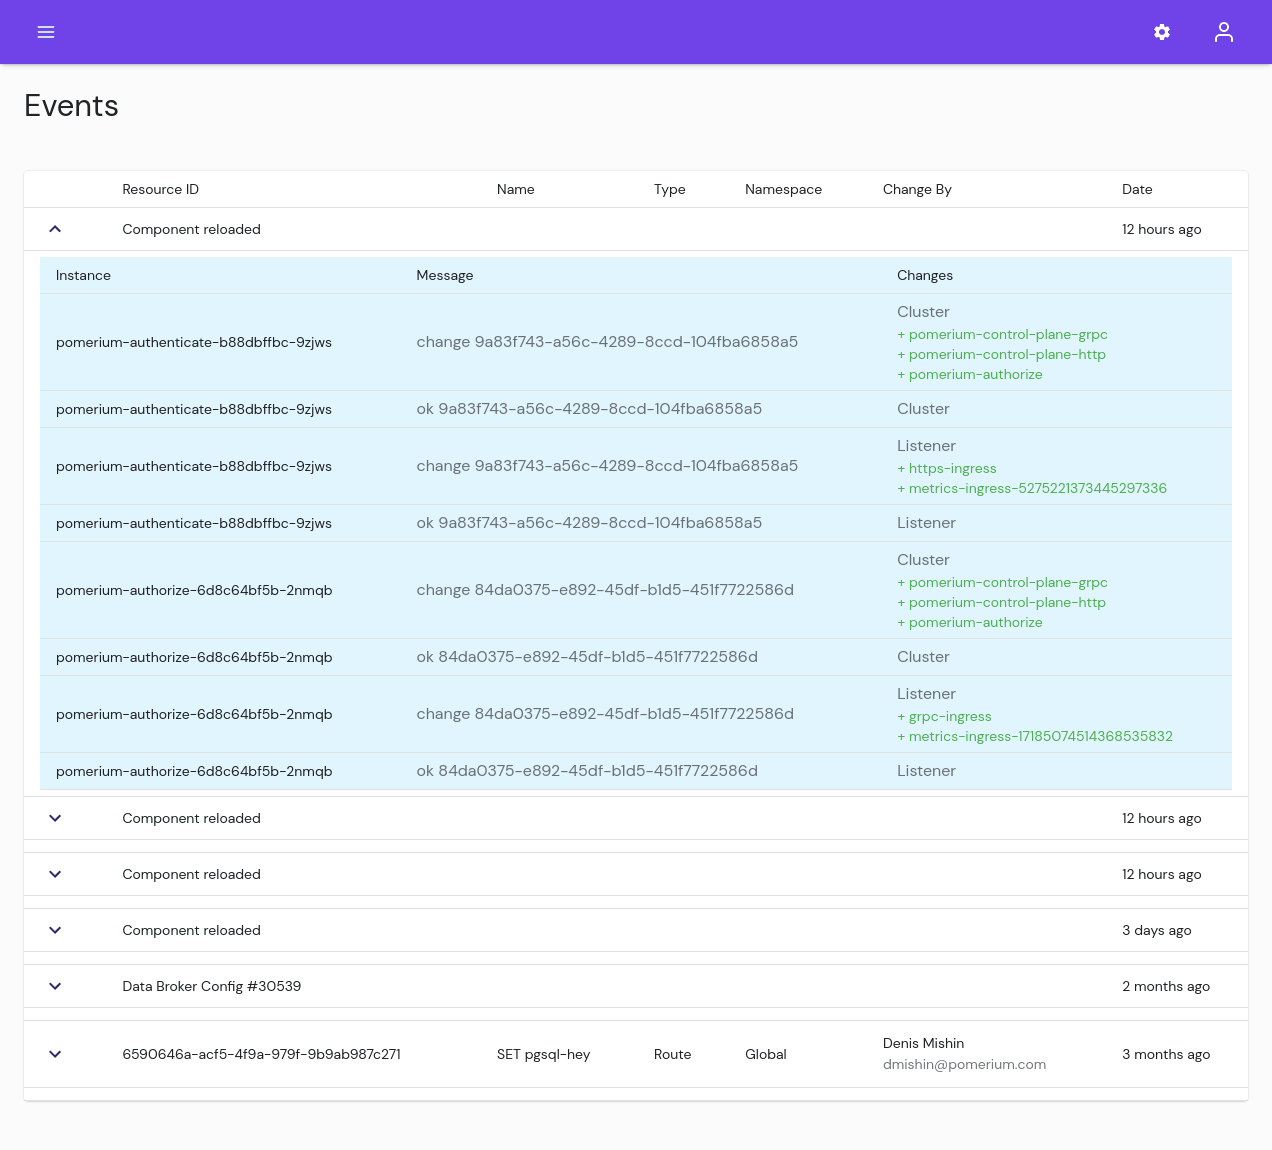 Events
Resource ID Name Type Namespace Change By Date
Component reloaded 12 hours ago
Instance Message Changes
pomerium-authenticate-b88dbffbc-9zjws change 9a83f743-a56c-4289-8ccd-104fba6858a5 Cluster
+ pomerium-control-plane-grpc
+ pomerium-control-plane-http
+ pomerium-authorize
pomerium-authenticate-b88dbffbc-9zjws ok 9a83f743-a56c-4289-8ccd-104fba6858a5 Cluster
pomerium-authenticate-b88dbffbc-9zjws change 9a83f743-a56c-4289-8ccd-104fba6858a5 Listener
+ https-ingress
+ metrics-ingress-5275221373445297336
pomerium-authenticate-b88dbffbc-9zjws ok 9a83f743-a56c-4289-8ccd-104fba6858a5 Listener
pomerium-authorize-6d8c64bf5b-2nmqb change 84da0375-e892-45df-b1d5-451f7722586d Cluster
+ pomerium-control-plane-grpc
+ pomerium-control-plane-http
+ pomerium-authorize
pomerium-authorize-6d8c64bf5b-2nmqb ok 84da0375-e892-45df-b1d5-451f7722586d Cluster
pomerium-authorize-6d8c64bf5b-2nmqb change 84da0375-e892-45df-b1d5-451f7722586d Listener
+ grpc-ingress
+ metrics-ingress-17185074514368535832
pomerium-authorize-6d8c64bf5b-2nmqb ok 84da0375-e892-45df-b1d5-451f7722586d Listener
Component reloaded 12 hours ago
Component reloaded 12 hours ago
Component reloaded 3 days ago
Data Broker Config #30539 2 months ago
6590646a-acf5-4f9a-979f-9b9ab987c271 SET pgsql-hey Route Global Denis Mishin 3 months ago
dmishin@pomerium.com